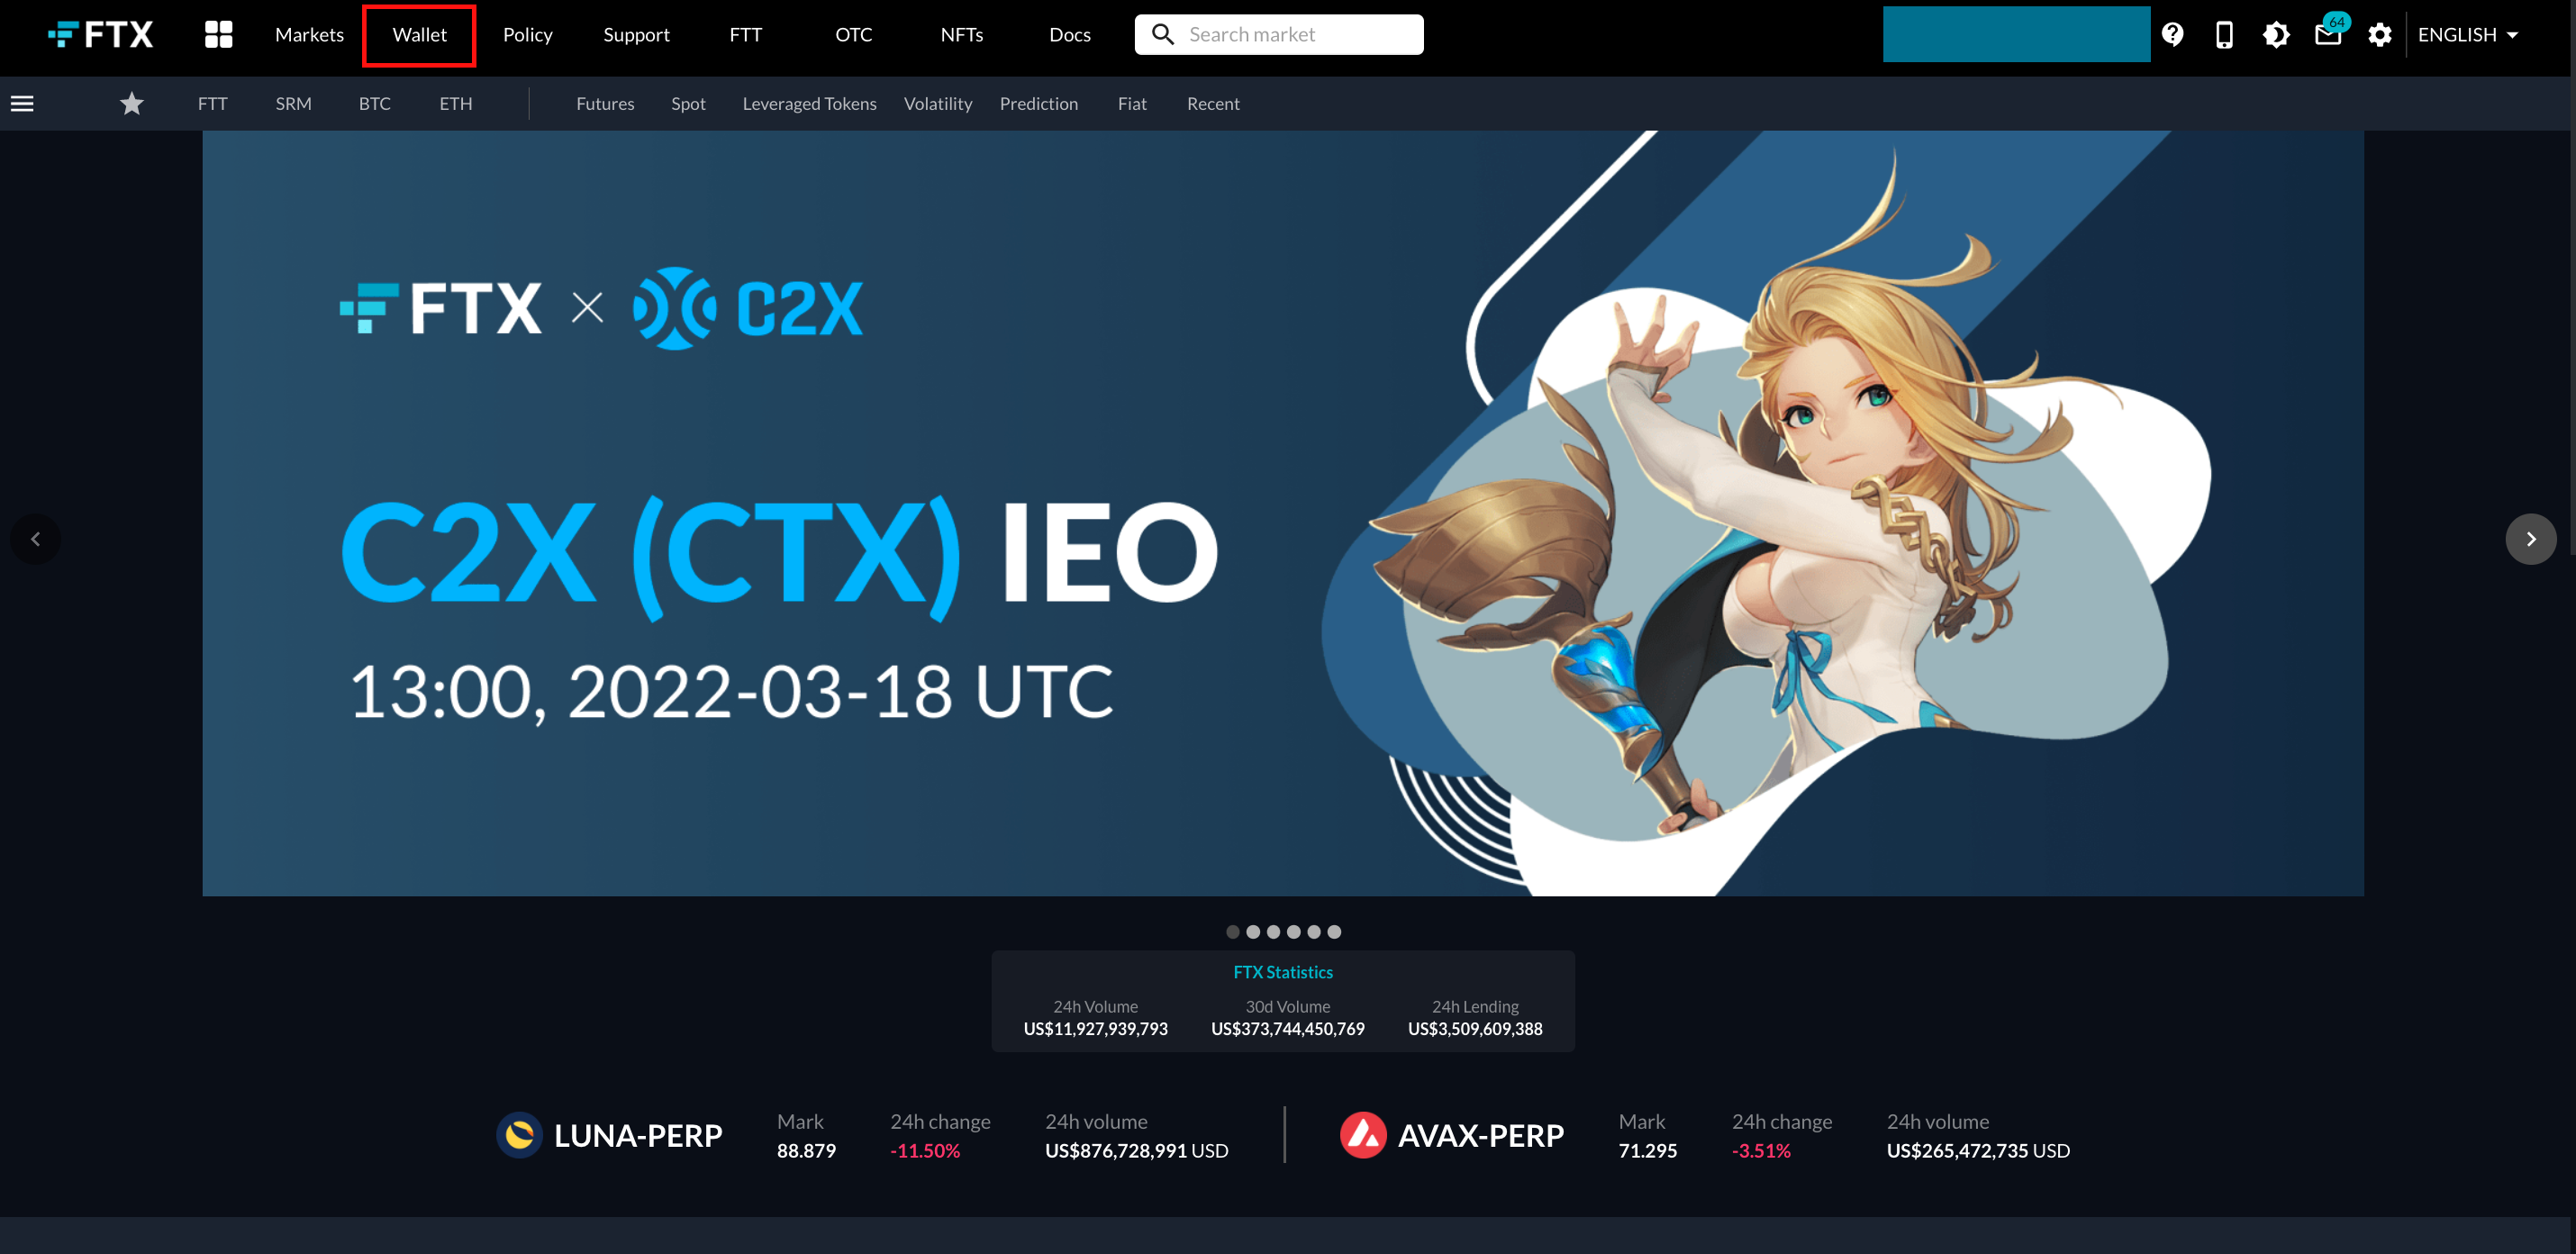 FTX Markets Wallet Policy Support FTT OTC NFTs Docs Search market 64 ENGLISH
FTT SRM BTC ETH Futures Spot Leveraged Tokens Volatility Prediction Fiat Recent
FTX C2X
C2X (CTX) IEO
13:00, 2022-03-18 UTC
FTX Statistics
24h Volume 30d Volume 24h Lending
US$11,927,939,793 US$373,744,450,769 US$3,509,609,388
LUNA-PERP
Mark 24h change 24h volume
88.879 -11.50% US$876,728,991 USD
AVAX-PERP
Mark 24h change 24h volume
71.295 -3.51% US$265,472,735 USD